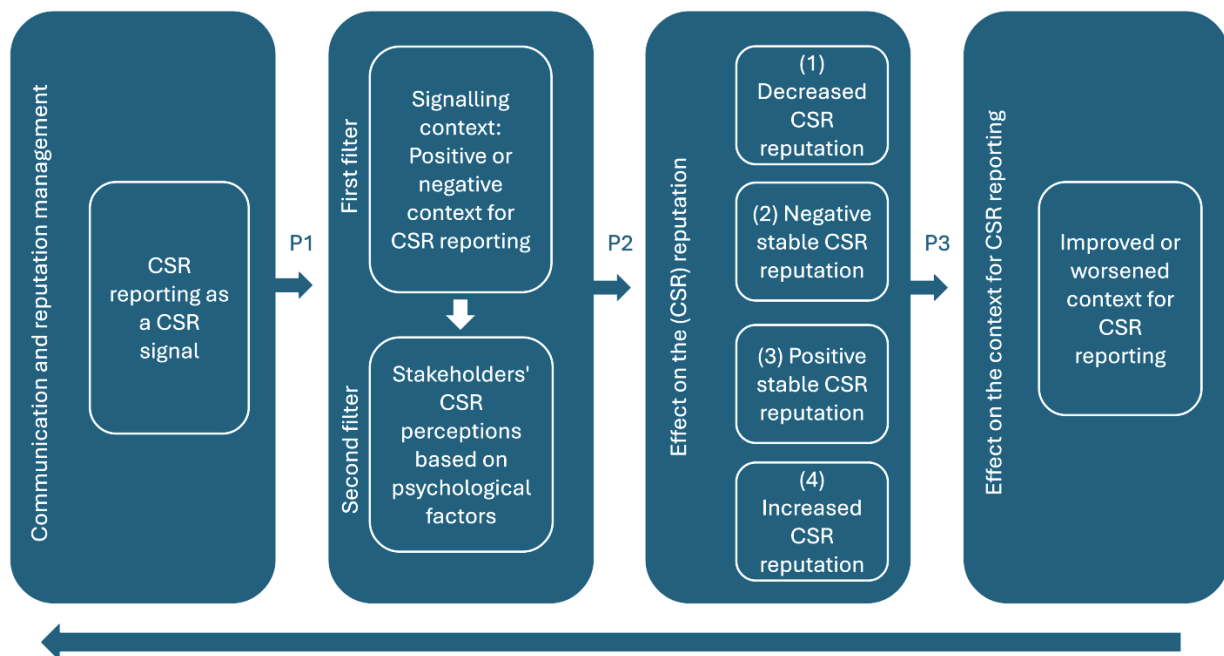 Communication and reputation management
CSR
reporting as
a CSR
signal
P1
First filter
Signalling
context:
Positive or
negative
context for
CSR reporting
Second filter
Stakeholders'
CSR
perceptions
based on
psychological
factors
P2
Effect on the (CSR) reputation
(1)
Decreased
CSR
reputation
(2) Negative
stable CSR
reputation
(3) Positive
stable CSR
reputation
(4)
Increased
CSR
reputation
P3
Effect on the context for CSR reporting
Improved or
worsened
context for
CSR
reporting